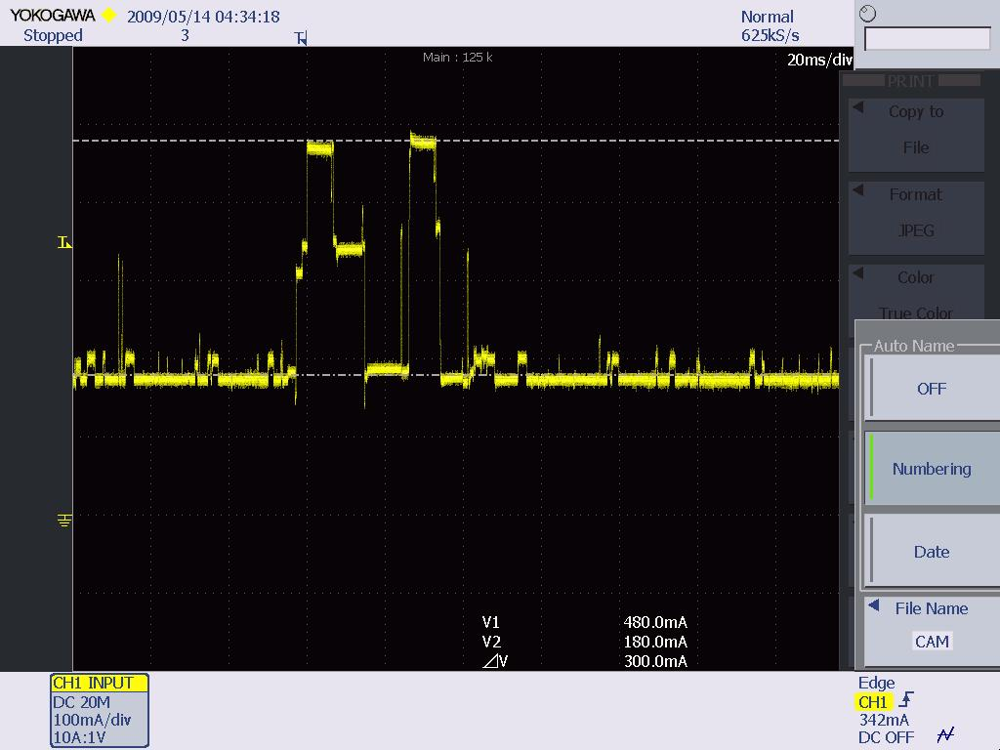 YOKOGAWA 2009/05/14 04:34:18 Normal
Stopped 3 625kS/s
Main : 125 k 20ms/div
PRINT
Copy to
File
Format
JPEG
Color
True Color
Auto Name
OFF
Numbering
Date
File Name
CAM
V1 480.0mA
V2 180.0mA
⊿V 300.0mA
CH1 INPUT
DC 20M
100mA/div
10A:1V
Edge
CH1
342mA
DC OFF